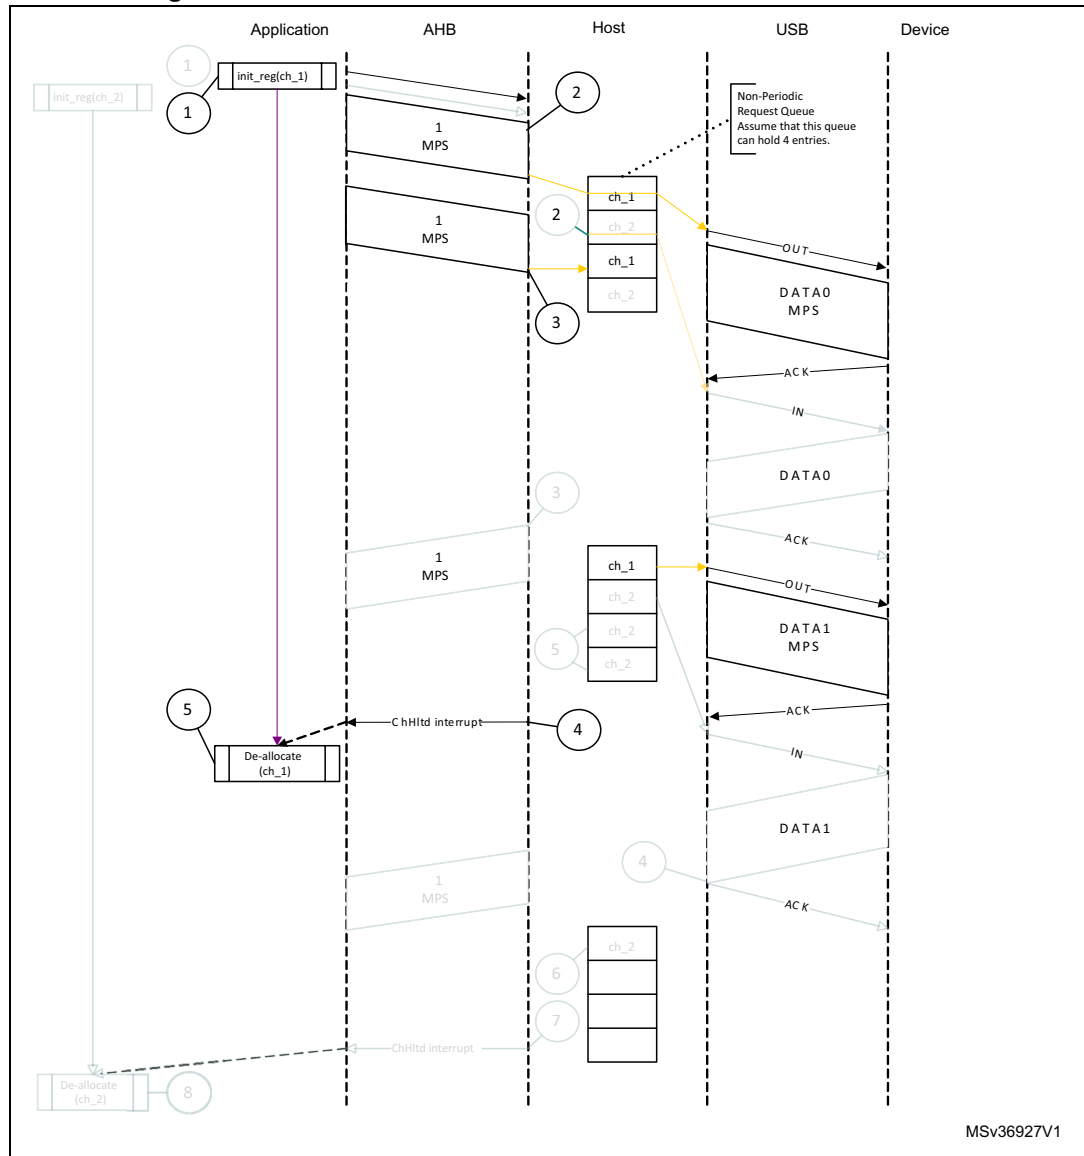 Application AHB Host USB Device
1
init_reg(ch_1)
init_reg(ch_2)
1
2
Non-Periodic
Request Queue
Assume that this queue
can hold 4 entries.
1
MPS
ch_1
2
ch_2
1
MPS
OUT
ch_1
ch_2
DATA0
MPS
3
ACK
IN
DATA0
3
ACK
1
MPS
ch_1
OUT
ch_2
ch_2
DATA1
MPS
5
ch_2
5
ACK
ChHltd interrupt
4
De-allocate
(ch_1)
IN
DATA1
4
1
MPS
ACK
ch_2
6
7
ChHltd interrupt
De-allocate
(ch_2)
8
MSv36927V1